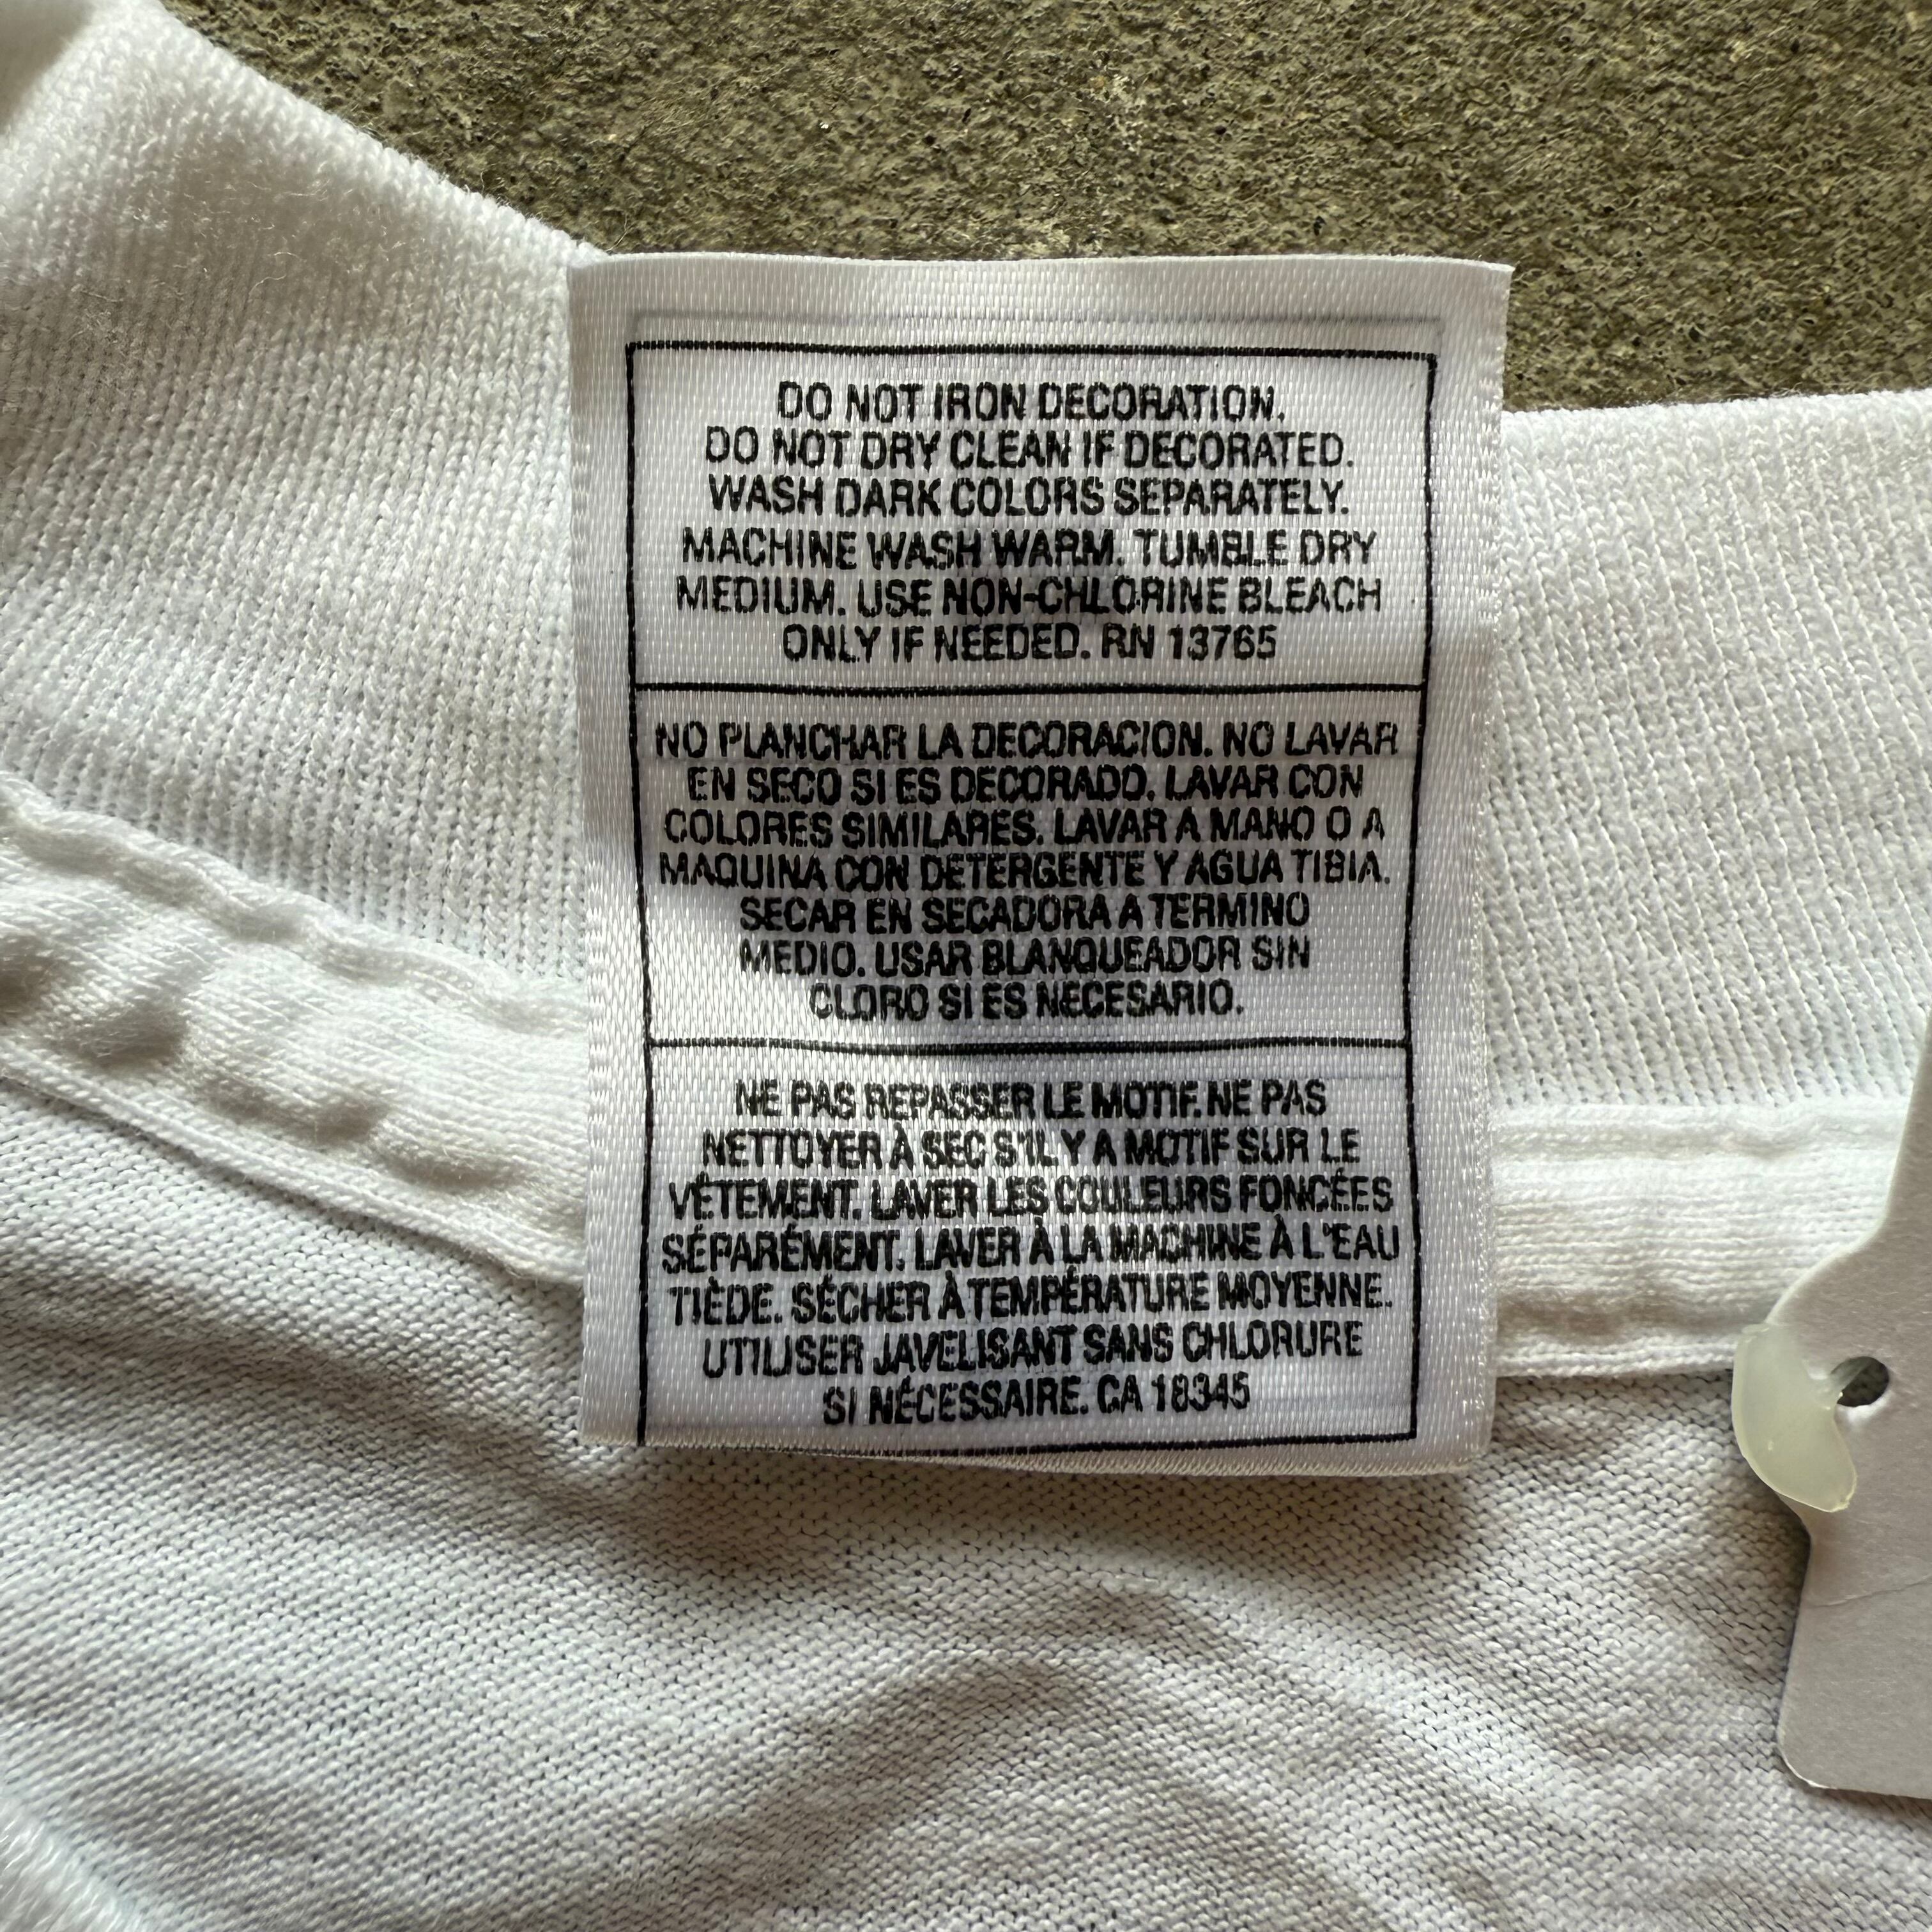 DO NOT IRON DECORATION.
DO NOT DRY CLEAN IF DECORATED.
WASH DARK COLORS SEPARATELY.
MACHINE WASH WARM. TUMBLE DRY
MEDIUM. USE NON-CHLORINE BLEACH
ONLY IF NEEDED. RN 13765
NO PLANCHAR LA DECORACION. NO LAVAR
EN SECO SI ES DECORADO. LAVAR CON
COLORES SIMILARES. LAVAR A MANO O A
MAQUINA CON DETERGENTE Y AGUA TIBIA.
SECAR EN SECADORA A TERMINO
MEDIO. USAR BLANQUEADOR SIN
CLORO SI ES NECESARIO.
NE PAS REPASSER LE MOTIF. NE PAS
NETTOYER À SEC S'IL Y A MOTIF SUR LE
VÊTEMENT. LAVER LES COULEURS FONCÉES
SÉPARÉMENT. LAVER À LA MACHINE À L'EAU
TIÈDE. SÉCHER À TEMPÉRATURE MOYENNE.
UTILISER JAVELISANT SANS CHLORURE
SI NÉCESSAIRE. CA 18345